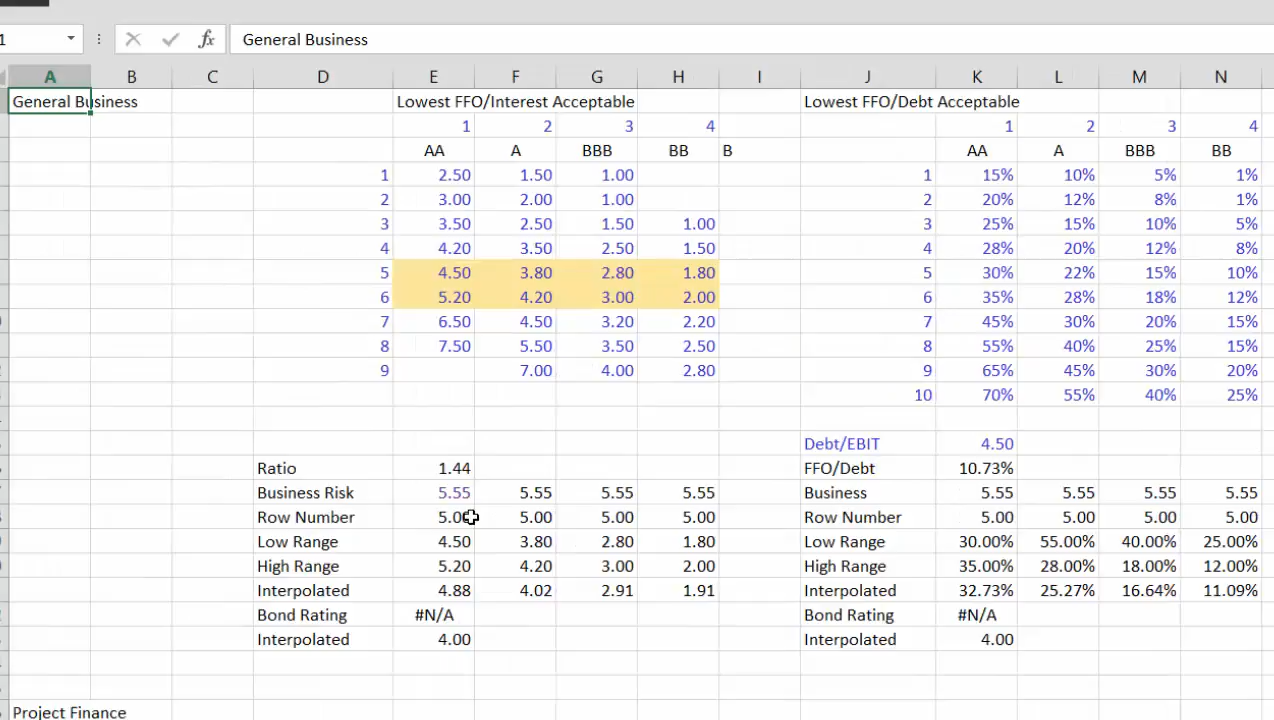 1 fx General Business
A B C D E F G H I J K L M N
General Business Lowest FFO/Interest Acceptable Lowest FFO/Debt Acceptable
1 2 3 4 1 2 3 4
AA A BBB BB B AA A BBB BB
1 2.50 1.50 1.00 1 15% 10% 5% 1%
2 3.00 2.00 1.00 2 20% 12% 8% 1%
3 3.50 2.50 1.50 1.00 3 25% 15% 10% 5%
4 4.20 3.50 2.50 1.50 4 28% 20% 12% 8%
5 4.50 3.80 2.80 1.80 5 30% 22% 15% 10%
6 5.20 4.20 3.00 2.00 6 35% 28% 18% 12%
7 6.50 4.50 3.20 2.20 7 45% 30% 20% 15%
8 7.50 5.50 3.50 2.50 8 55% 40% 25% 15%
9 7.00 4.00 2.80 9 65% 45% 30% 20%
10 70% 55% 40% 25%
Debt/EBIT 4.50
Ratio 1.44 FFO/Debt 10.73%
Business Risk 5.55 5.55 5.55 5.55 Business 5.55 5.55 5.55 5.55
Row Number 5.00 5.00 5.00 5.00 Row Number 5.00 5.00 5.00 5.00
Low Range 4.50 3.80 2.80 1.80 Low Range 30.00% 55.00% 40.00% 25.00%
High Range 5.20 4.20 3.00 2.00 High Range 35.00% 28.00% 18.00% 12.00%
Interpolated 4.88 4.02 2.91 1.91 Interpolated 32.73% 25.27% 16.64% 11.09%
Bond Rating #N/A Bond Rating #N/A
Interpolated 4.00 Interpolated 4.00
Project Finance